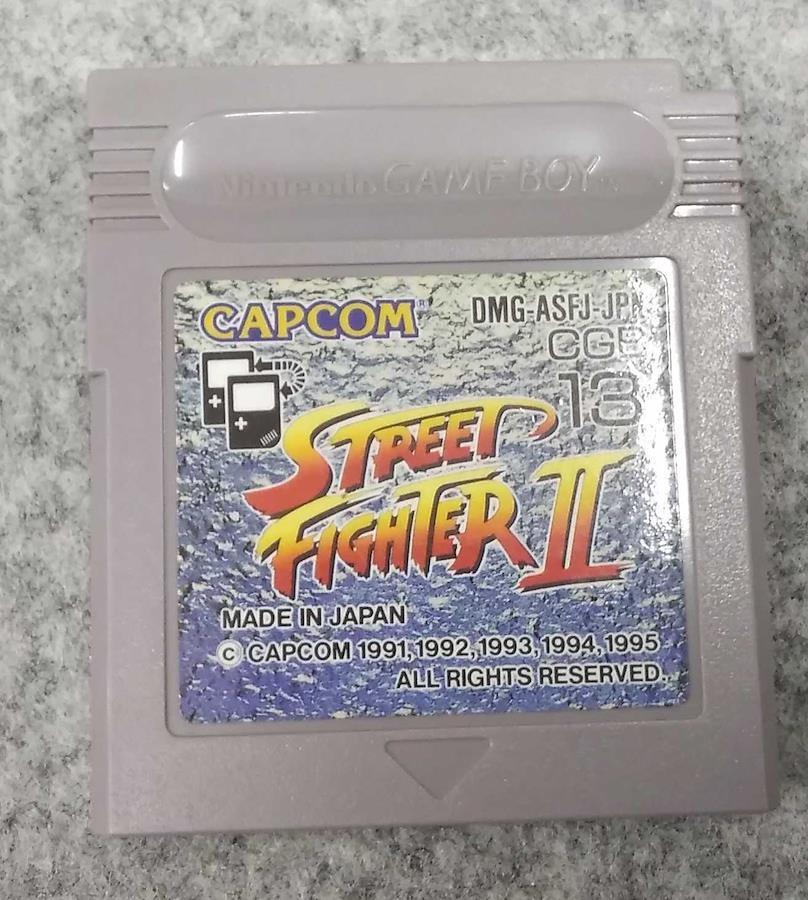 Nintendo GAME BOY TM
CAPCOM®
DMG-ASFJ-JPN
CGB
13
STREET
FIGHTER II
MADE IN JAPAN
© CAPCOM 1991,1992,1993,1994,1995
ALL RIGHTS RESERVED.